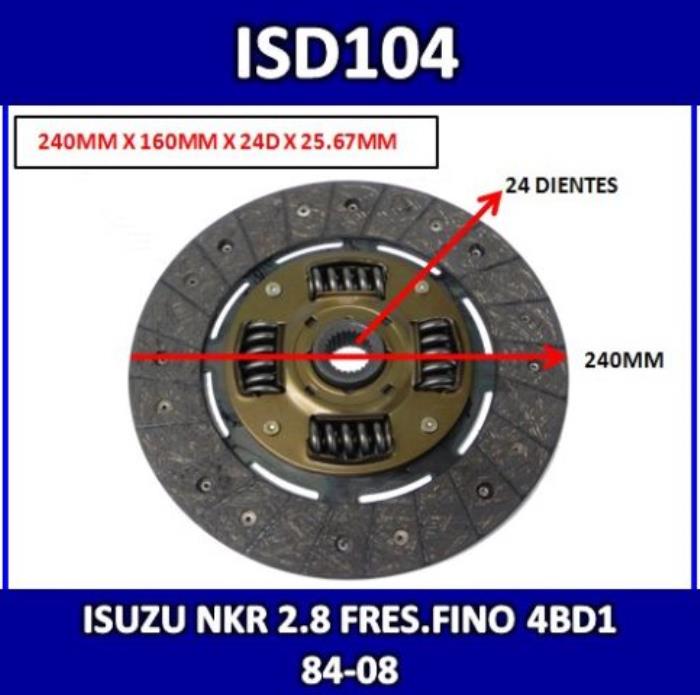 ISD104
240MM X 160MM X 24D X 25.67MM
24 DIENTES
240MM
ISUZU NKR 2.8 FRES.FINO 4BD1
84-08